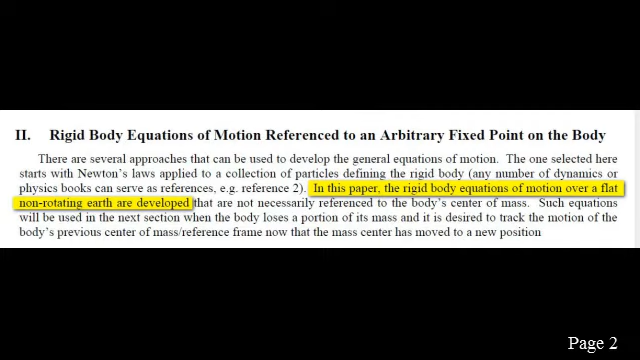 II. Rigid Body Equations of Motion Referenced to an Arbitrary Fixed Point on the Body
There are several approaches that can be used to develop the general equations of motion. The one selected here
starts with Newton's laws applied to a collection of particles defining the rigid body (any number of dynamics or
physics books can serve as references, e.g. reference 2). In this paper, the rigid body equations of motion over a flat
non-rotating earth are developed that are not necessarily referenced to the body's center of mass. Such equations
will be used in the next section when the body loses a portion of its mass and it is desired to track the motion of the
body's previous center of mass/reference frame now that the mass center has moved to a new position
Page 2